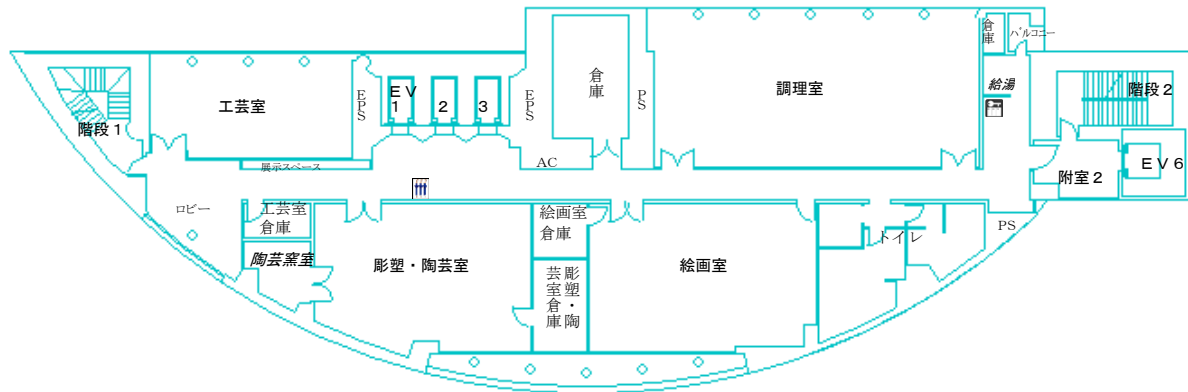 倉庫
バルコニー
給湯
階段2
EV6
附室2
PS
調理室
PS
倉庫
EPS
AC
EV
1
2
3
EPS
工芸室
階段1
展示スペース
ロビー
工芸室
倉庫
陶芸窯室
彫塑・陶芸室
絵画室
倉庫
彫塑・陶
芸室倉庫
絵画室
トイレ